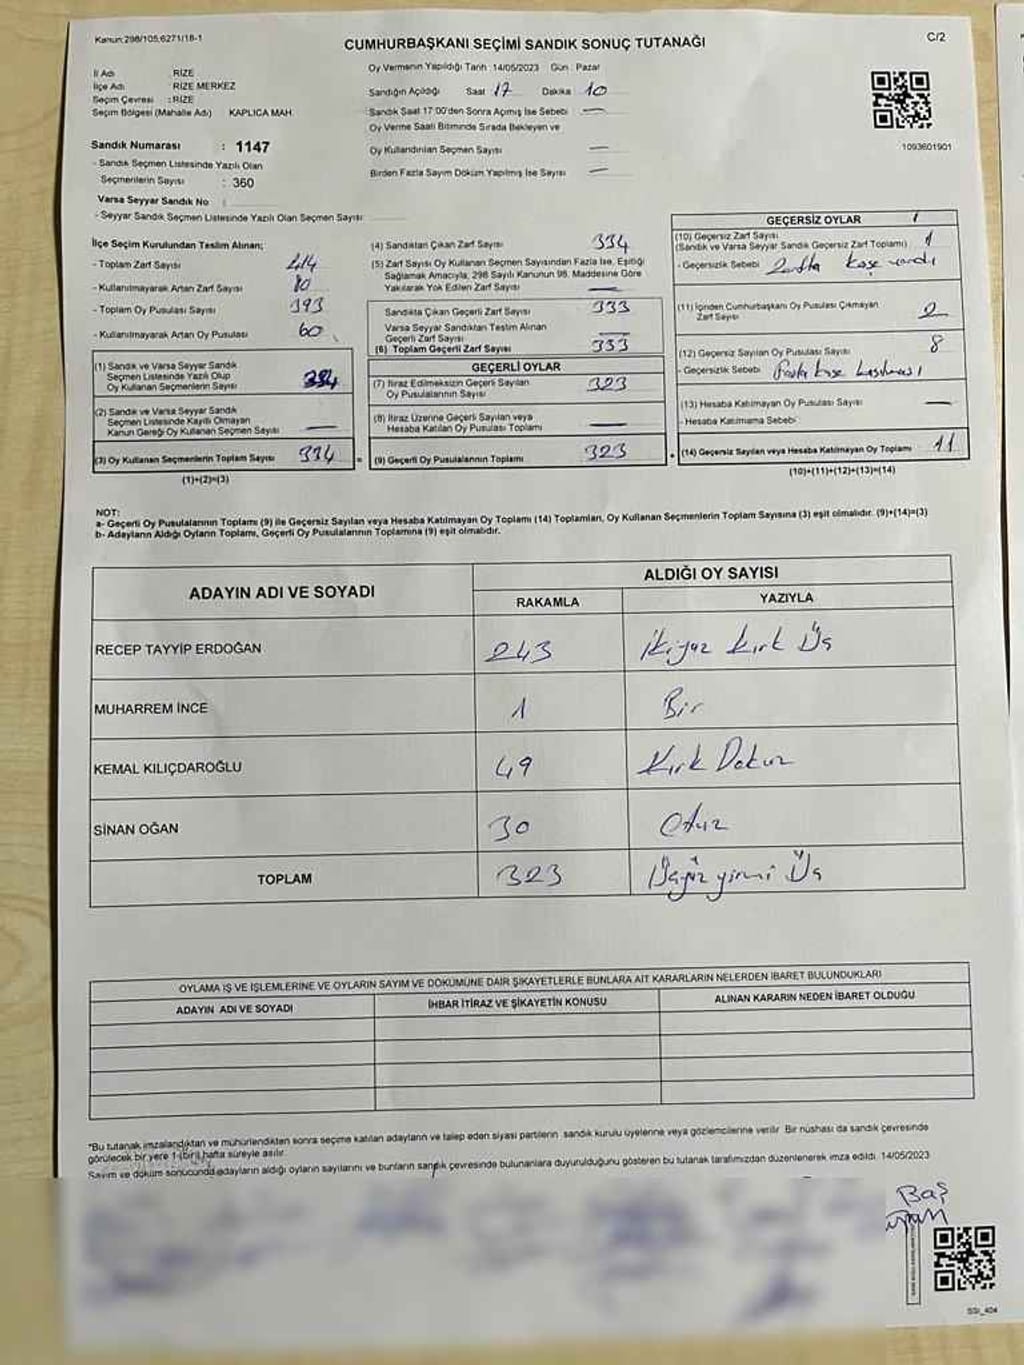 Kanun:298/105,6271/18-1
C/2
CUMHURBAŞKANI SEÇİMİ SANDIK SONUÇ TUTANAĞI
İl Adı : RİZE
İlçe Adı : RİZE MERKEZ
Seçim Çevresi : RİZE
Seçim Bölgesi (Mahalle Adı) KAPLICA MAH.
Sandık Numarası : 1147
- Sandık Seçmen Listesinde Yazılı Olan
Seçmenlerin Sayısı : 360
Varsa Seyyar Sandık No :
- Seyyar Sandık Seçmen Listesinde Yazılı Olan Seçmen Sayısı
Oy Vermenin Yapıldığı Tarih :14/05/2023 Gün : Pazar
Sandığın Açıldığı Saat 17 Dakika 10
Sandık Saat 17:00'den Sonra Açımış İse Sebebi —
Oy Verme Saati Bitiminde Sırada Bekleyen ve
Oy Kullandırılan Seçmen Sayısı —
Birden Fazla Sayım Döküm Yapılmış İse Sayısı —
1093601901
İlçe Seçim Kurulundan Teslim Alınan;
- Toplam Zarf Sayısı 414
- Kullanılmayarak Artan Zarf Sayısı 80
- Toplam Oy Pusulası Sayısı 393
- Kullanılmayarak Artan Oy Pusulası 60
(1) Sandık ve Varsa Seyyar Sandık
Seçmen Listesinde Yazılı Olup
Oy Kullanan Seçmenlerin Sayısı 334
(2) Sandık ve Varsa Seyyar Sandık
Seçmen Listesinde Kayıtlı Olmayan
Kanun Gereği Oy Kullanan Seçmen Sayısı —
(3) Oy Kullanan Seçmenlerin Toplam Sayısı 334 =
(1)+(2)=(3)
(4) Sandıktan Çıkan Zarf Sayısı 334
(5) Zarf Sayısı Oy Kullanan Seçmen Sayısından Fazla İse, Eşitliği
Sağlamak Amacıyla, 298 Sayılı Kanunun 98. Maddesine Göre
Yakılarak Yok Edilen Zarf Sayısı —
Sandıkta Çıkan Geçerli Zarf Sayısı 333
Varsa Seyyar Sandıktan Teslim Alınan
Geçerli Zarf Sayısı —
(6) Toplam Geçerli Zarf Sayısı 333
GEÇERLİ OYLAR
(7) İtiraz Edilmeksizin Geçerli Sayılan
Oy Pusulalarının Sayısı 323
(8) İtiraz Üzerine Geçerli Sayılan veya
Hesaba Katılan Oy Pusulası Toplamı —
(9) Geçerli Oy Pusulalarının Toplamı 323
GEÇERSİZ OYLAR 1
(10) Geçersiz Zarf Sayısı
(Sandık ve Varsa Seyyar Sandık Geçersiz Zarf Toplamı) 1
- Geçersizlik Sebebi Zarfta kaşe vardı
(11) İçinden Cumhurbaşkanı Oy Pusulası Çıkmayan
Zarf Sayısı 2
(12) Geçersiz Sayılan Oy Pusulası Sayısı 8
- Geçersizlik Sebebi Fazla kaşe basılması
(13) Hesaba Katılmayan Oy Pusulası Sayısı —
- Hesaba Katılmama Sebebi
+ (14) Geçersiz Sayılan veya Hesaba Katılmayan Oy Toplamı 11
(10)+(11)+(12)+(13)=(14)
NOT:
a- Geçerli Oy Pusulalarının Toplamı (9) ile Geçersiz Sayılan veya Hesaba Katılmayan Oy Toplamı (14) Toplamları, Oy Kullanan Seçmenlerin Toplam Sayısına (3) eşit olmalıdır. (9)+(14)=(3)
b- Adayların Aldığı Oyların Toplamı, Geçerli Oy Pusulalarının Toplamına (9) eşit olmalıdır.
ADAYIN ADI VE SOYADI
ALDIĞI OY SAYISI
RAKAMLA YAZIYLA
RECEP TAYYİP ERDOĞAN 243 İkiyüz Kırk Üç
MUHARREM İNCE 1 Bir
KEMAL KILIÇDAROĞLU 49 Kırk Dokuz
SİNAN OĞAN 30 Otuz
TOPLAM 323 Üçyüz yirmi Üç
OYLAMA İŞ VE İŞLEMLERİNE VE OYLARIN SAYIM VE DÖKÜMÜNE DAİR ŞİKAYETLERLE BUNLARA AİT KARARLARIN NELERDEN İBARET BULUNDUKLARI
ADAYIN ADI VE SOYADI İHBAR İTİRAZ VE ŞİKAYETİN KONUSU ALINAN KARARIN NEDEN İBARET OLDUĞU
*Bu tutanak imzalandıktan ve mühürlendikten sonra seçime katılan adayların ve talep eden siyasi partilerin sandık kurulu üyelerine veya gözlemcilerine verilir. Bir nüshası da sandık çevresinde
görülecek bir yere 1 (bir) hafta süreyle asılır.
Sayım ve döküm sonucunda adayların aldığı oyların sayılarını ve bunların sandık çevresinde bulunanlara duyurulduğunu gösteren bu tutanak tarafımızdan düzenlenerek imza edildi. 14/05/2023
Baş
SSI_404